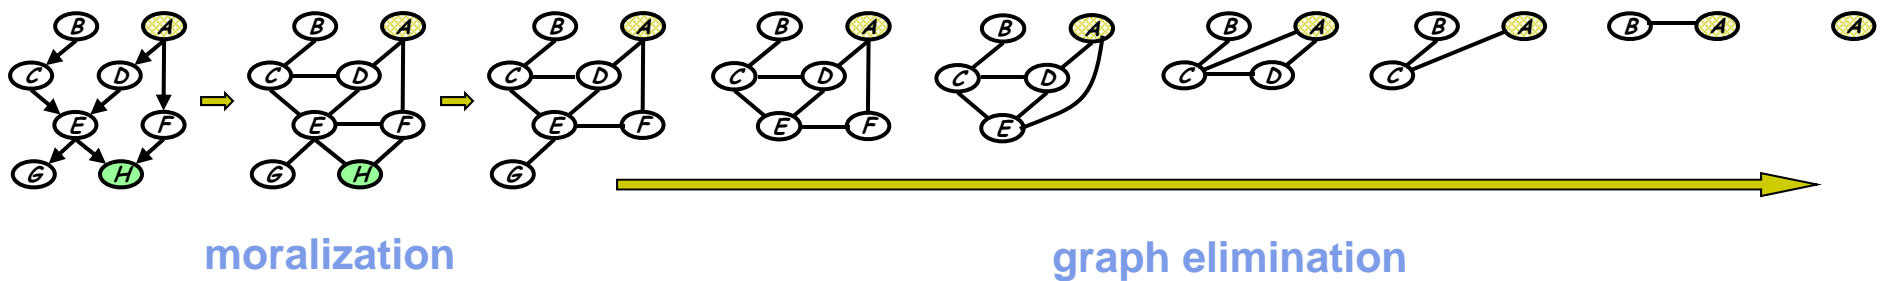 B A B A B A B A B A B A B A B A A
C D C D C D C D C D C D C
E F E F E F E F E
G H G H G
moralization
graph elimination